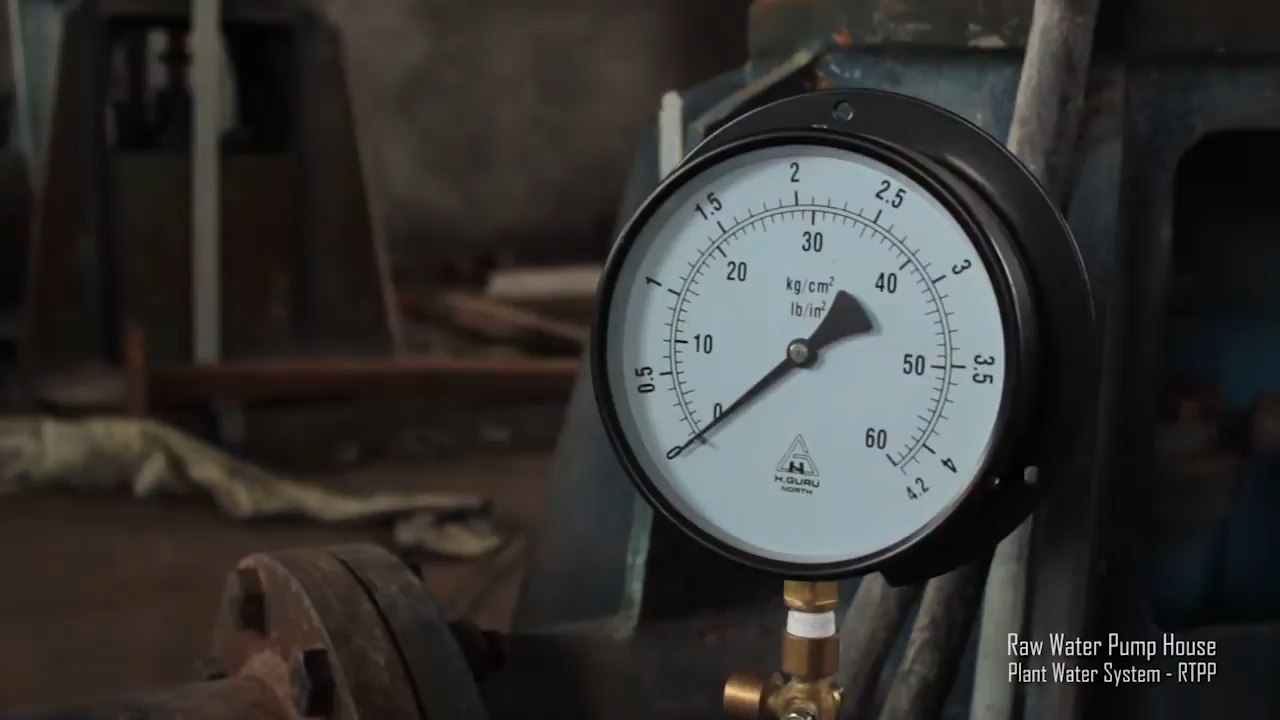 2
1.5
2.5
30
1
20
kg/cm²
40
3
lb/in²
10
50
3.5
0.5
0
60
0
4
4.2
H.GURU
NORTH
Raw Water Pump House
Plant Water System - RTPP